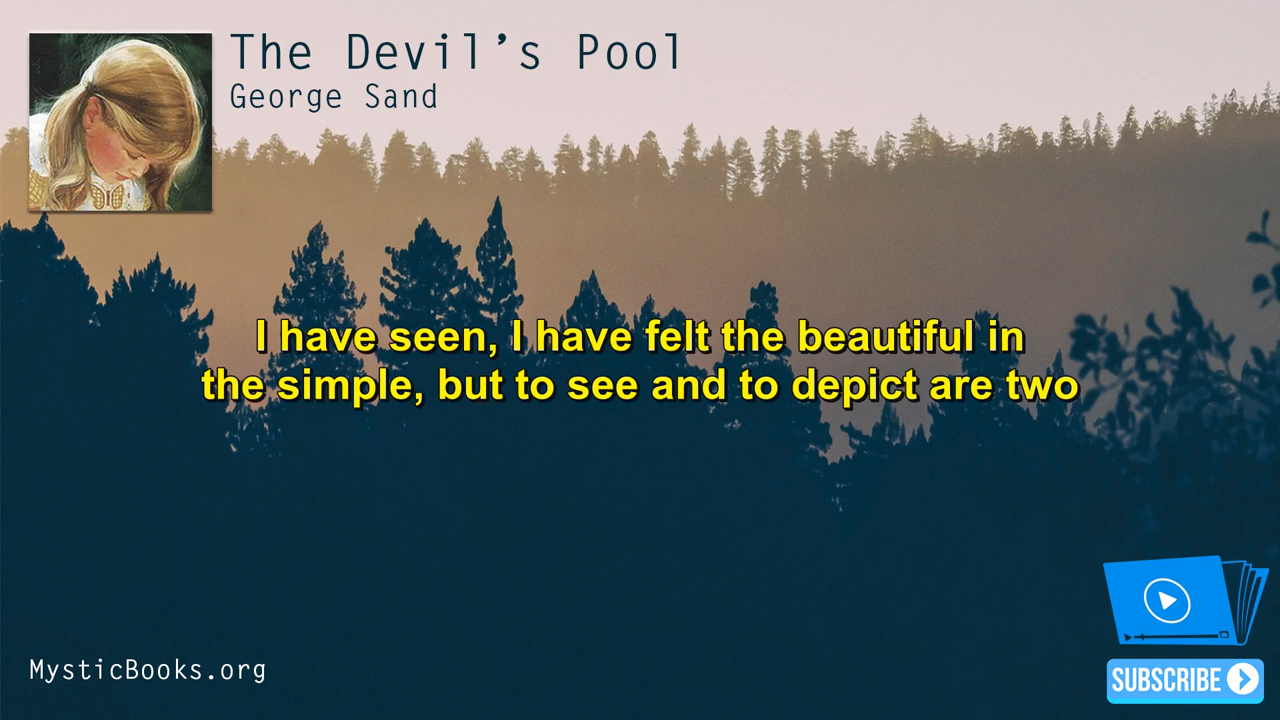 The Devil's Pool
George Sand
I have seen, I have felt the beautiful in
the simple, but to see and to depict are two
MysticBooks.org
SUBSCRIBE